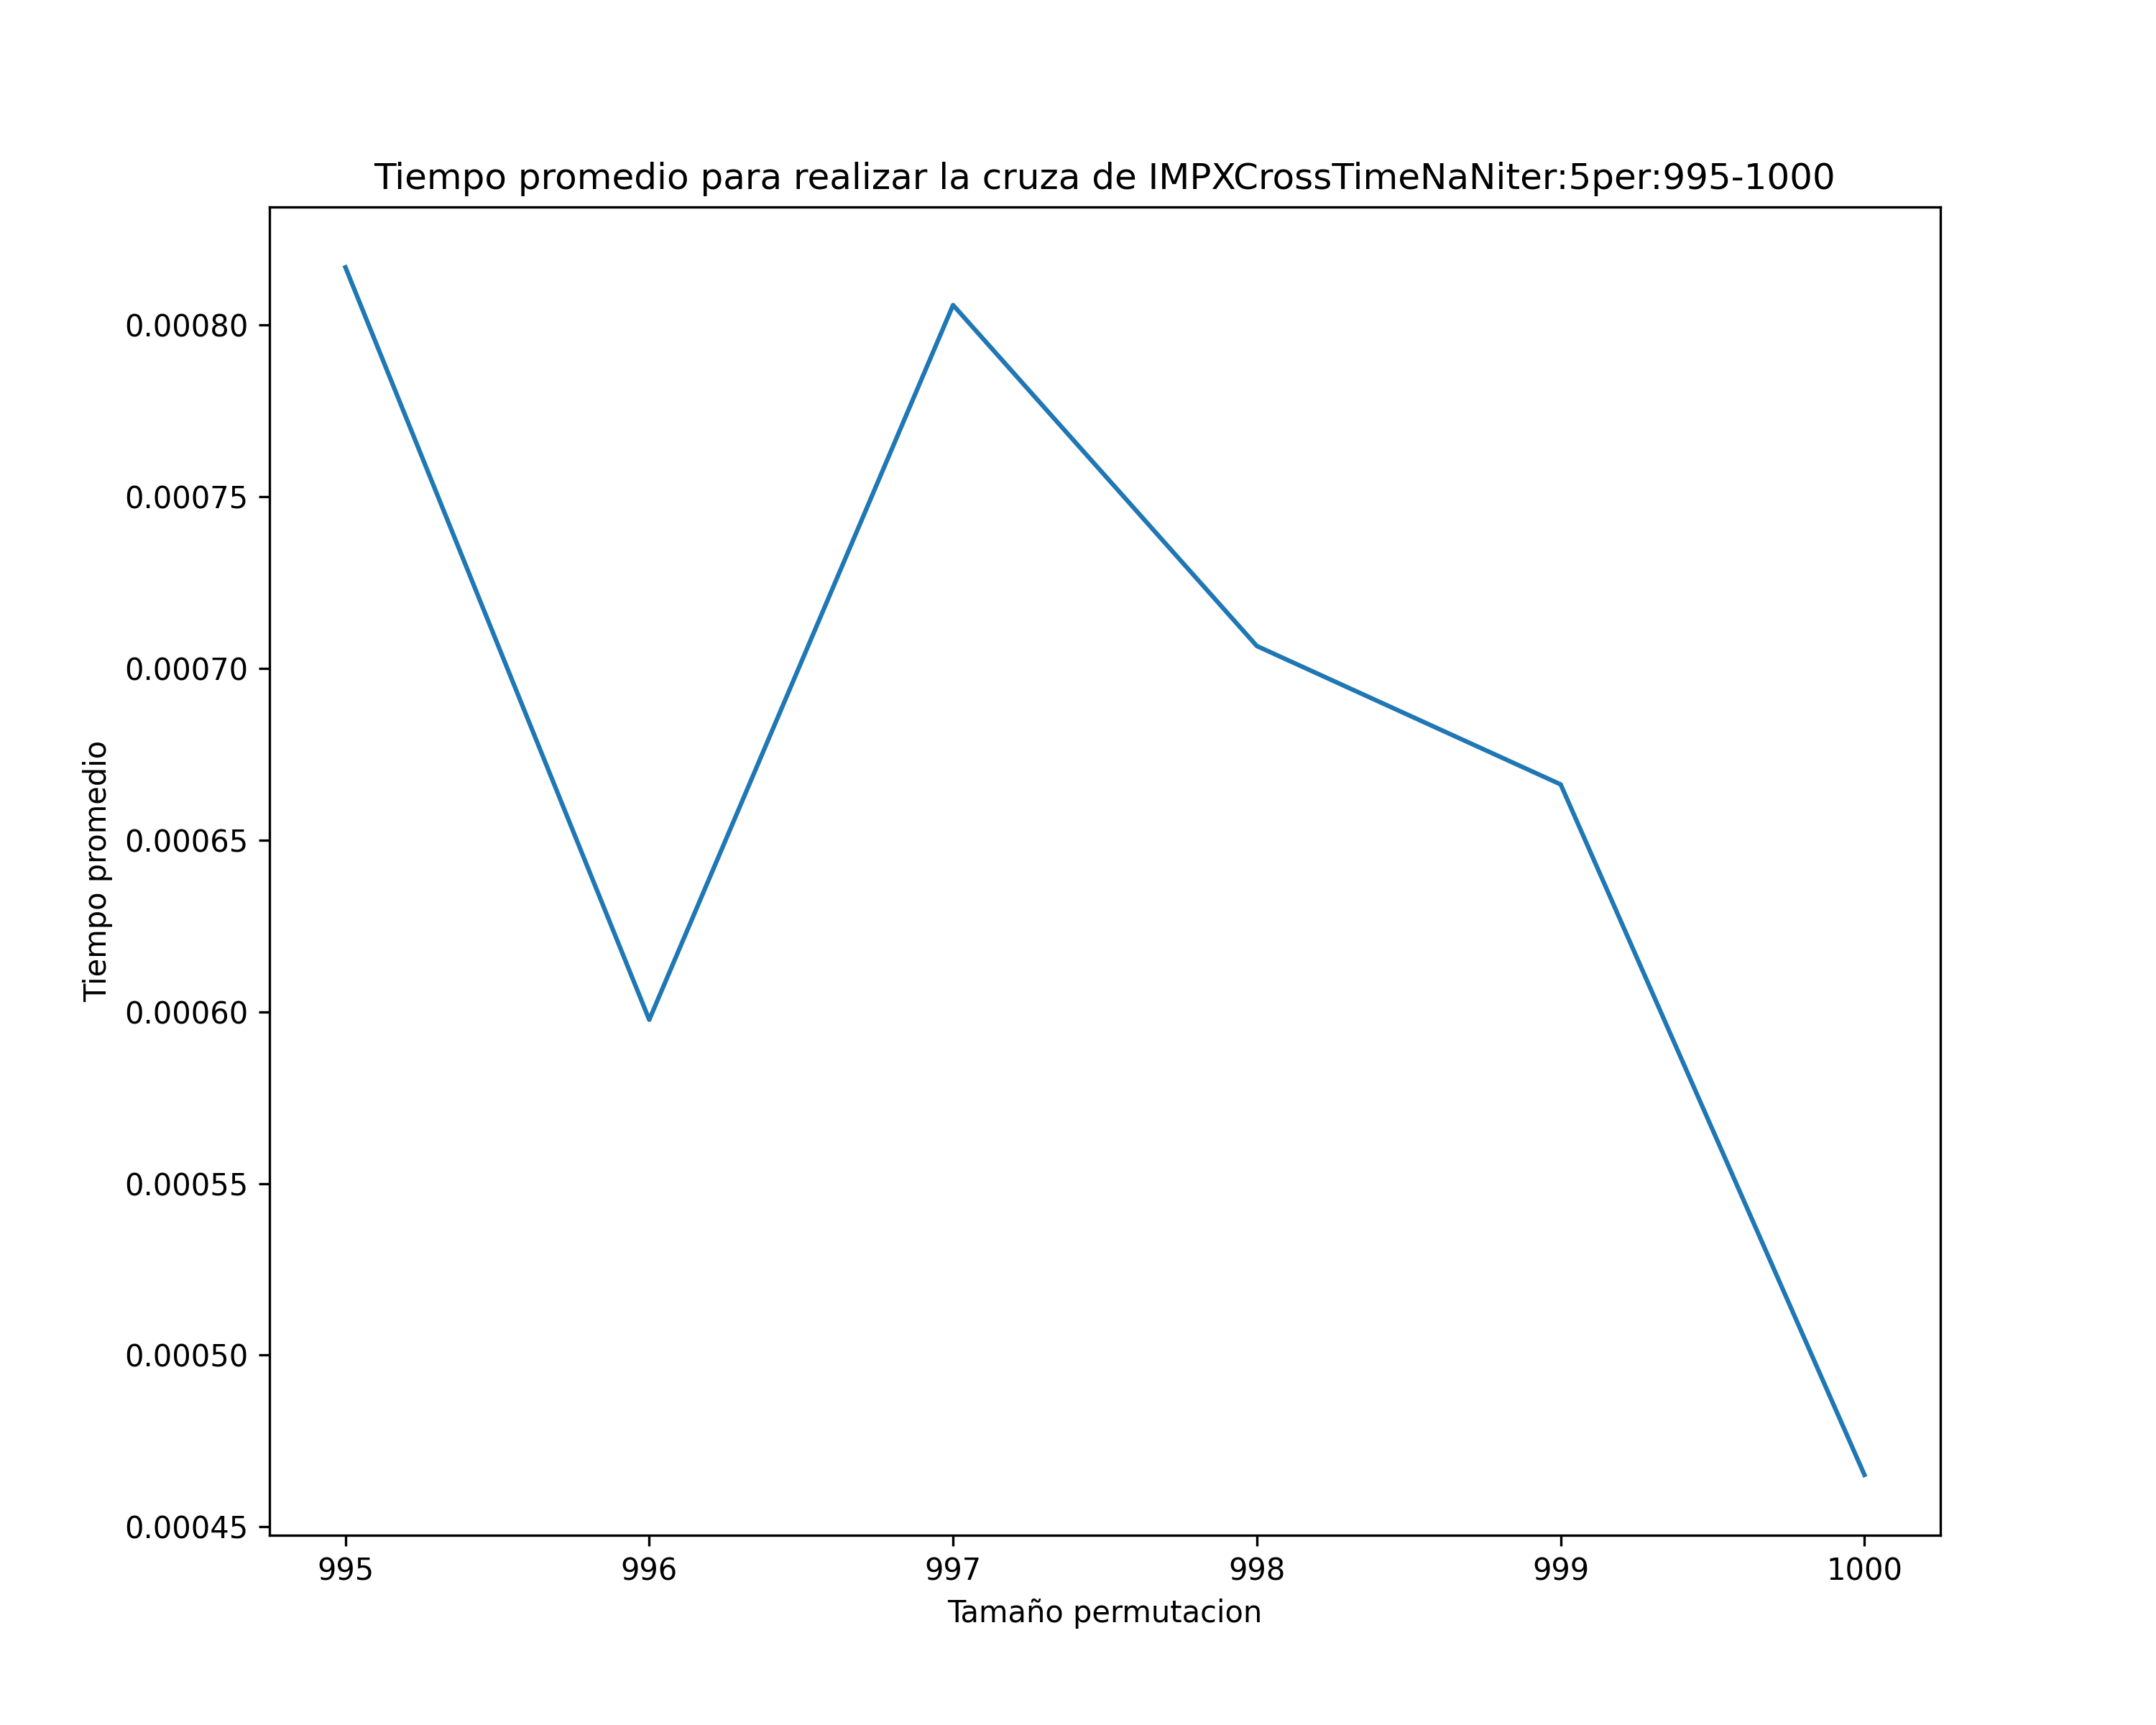 Tiempo promedio para realizar la cruza de IMPXCrossTimeNaNiter:5per:995-1000
0.00080
0.00075
0.00070
0.00065
0.00060
0.00055
0.00050
0.00045
Tiempo promedio
995 996 997 998 999 1000
Tamaño permutacion